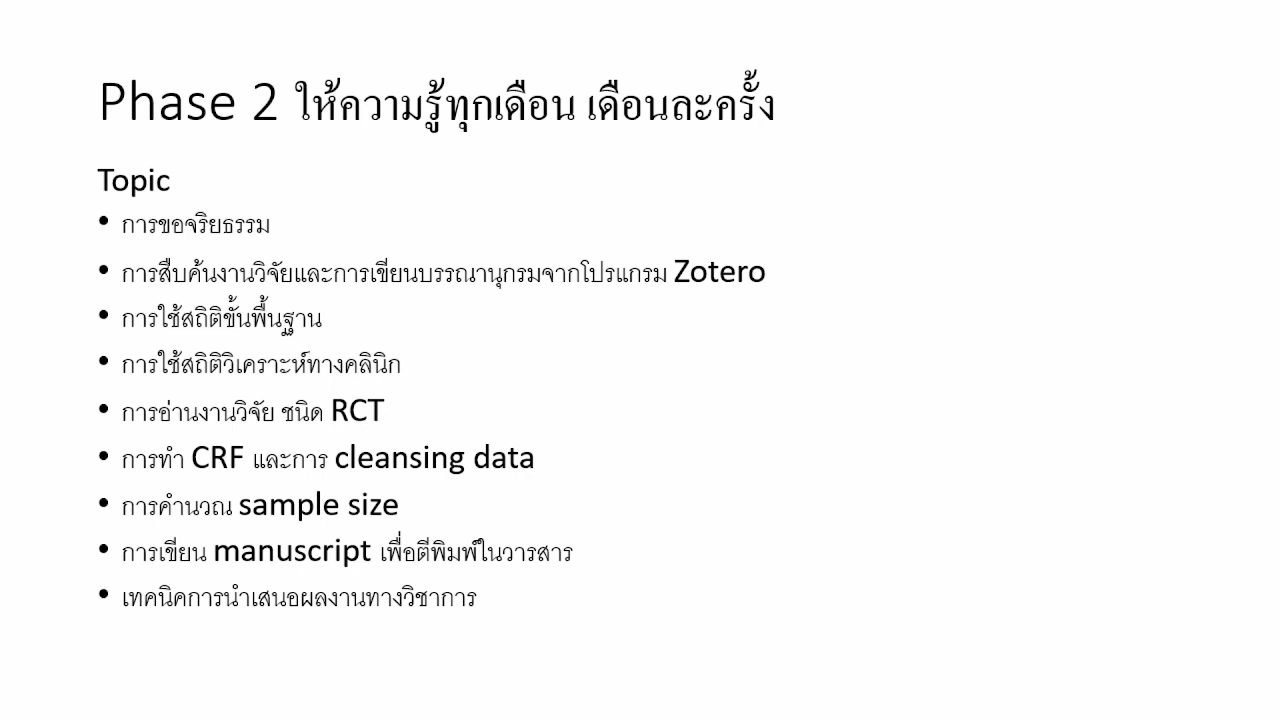 Phase 2 ให้ความรู้ทุกเดือน เดือนละครั้ง
Topic
• การขอจริยธรรม
• การสืบค้นงานวิจัยและการเขียนบรรณานุกรมจากโปรแกรม Zotero
• การใช้สถิติขั้นพื้นฐาน
• การใช้สถิติวิเคราะห์ทางคลินิก
• การอ่านงานวิจัย ชนิด RCT
• การทำ CRF และการ cleansing data
• การคำนวณ sample size
• การเขียน manuscript เพื่อตีพิมพ์ในวารสาร
• เทคนิคการนำเสนอผลงานทางวิชาการ